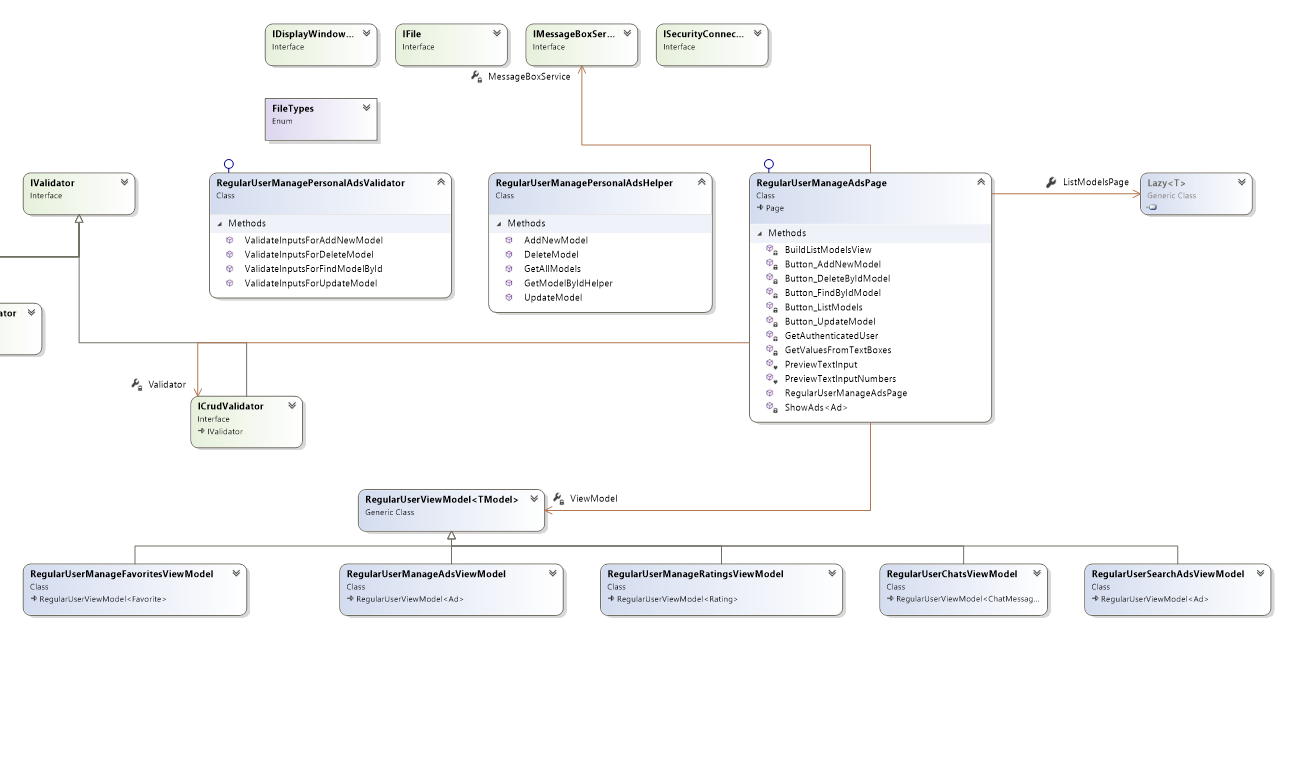 IDisplayWindow...
Interface
IFile
Interface
IMessageBoxSer...
Interface
ISecurityConnec...
Interface
MessageBoxService
FileTypes
Enum
IValidator
Interface
RegularUserManagePersonalAdsValidator
Class
Methods
ValidateInputsForAddNewModel
ValidateInputsForDeleteModel
ValidateInputsForFindModelById
ValidateInputsForUpdateModel
RegularUserManagePersonalAdsHelper
Class
Methods
AddNewModel
DeleteModel
GetAllModels
GetModelByIdHelper
UpdateModel
RegularUserManageAdsPage
Class
Page
Methods
BuildListModelsView
Button_AddNewModel
Button_DeleteByIdModel
Button_FindByIdModel
Button_ListModels
Button_UpdateModel
GetAuthenticatedUser
GetValuesFromTextBoxes
PreviewTextInput
PreviewTextInputNumbers
RegularUserManageAdsPage
ShowAds<Ad>
ListModelsPage
Lazy<T>
Generic Class
ator
Validator
ICrudValidator
Interface
IValidator
RegularUserViewModel<TModel>
Generic Class
ViewModel
RegularUserManageFavoritesViewModel
Class
RegularUserViewModel<Favorite>
RegularUserManageAdsViewModel
Class
RegularUserViewModel<Ad>
RegularUserManageRatingsViewModel
Class
RegularUserViewModel<Rating>
RegularUserChatsViewModel
Class
RegularUserViewModel<ChatMessag...
RegularUserSearchAdsViewModel
Class
RegularUserViewModel<Ad>